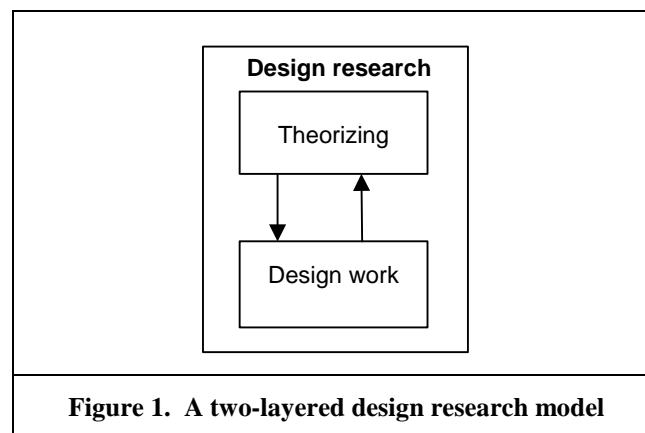 Design research
Theorizing
Design work
Figure 1. A two-layered design research model